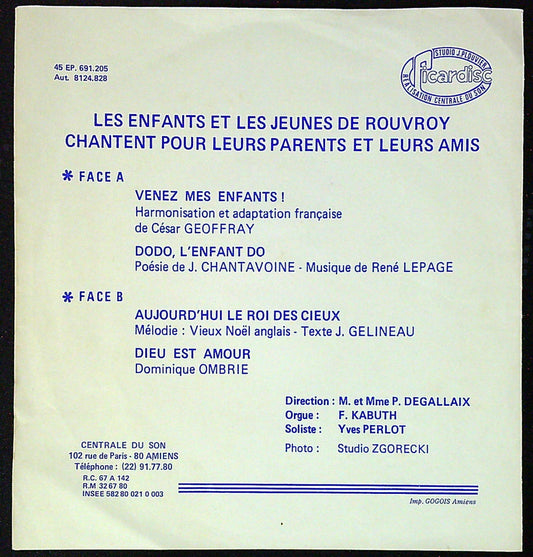 45 EP. 691.205
Aut. 8124.828
STUDIO J.PLOUVIER
Picardisc
RÉALISATION CENTRALE DU SON
LES ENFANTS ET LES JEUNES DE ROUVROY
CHANTENT POUR LEURS PARENTS ET LEURS AMIS
* FACE A
VENEZ MES ENFANTS !
Harmonisation et adaptation française
de César GEOFFRAY
DODO, L'ENFANT DO
Poésie de J. CHANTAVOINE - Musique de René LEPAGE
* FACE B
AUJOURD'HUI LE ROI DES CIEUX
Mélodie : Vieux Noël anglais - Texte J. GELINEAU
DIEU EST AMOUR
Dominique OMBRIE
Direction : M. et Mme P. DEGALLAIX
Orgue : F. KABUTH
Soliste : Yves PERLOT
Photo : Studio ZGORECKI
CENTRALE DU SON
102 rue de Paris - 80 AMIENS
Téléphone : (22) 91.77.80
R.C. 67 A 142
R.M 32 67 80
INSEE 582 80 021 0 003
Imp. GOGOIS Amiens